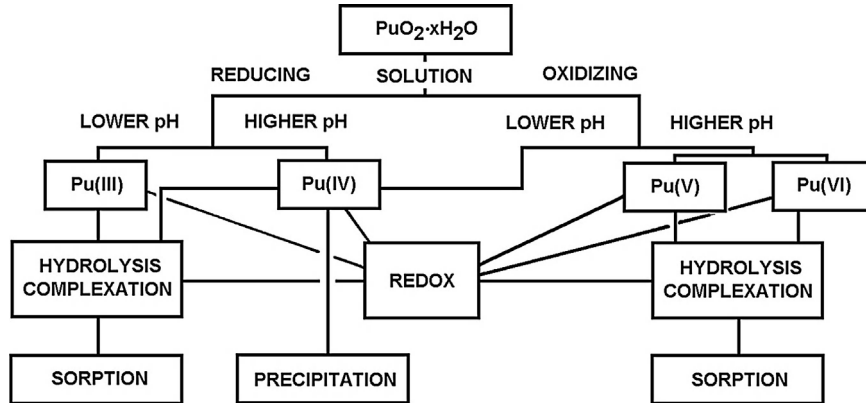 PuO2·xH2O
REDUCING SOLUTION OXIDIZING
LOWER pH HIGHER pH LOWER pH HIGHER pH
Pu(III) Pu(IV) Pu(V) Pu(VI)
HYDROLYSIS
COMPLEXATION
REDOX
HYDROLYSIS
COMPLEXATION
SORPTION PRECIPITATION SORPTION